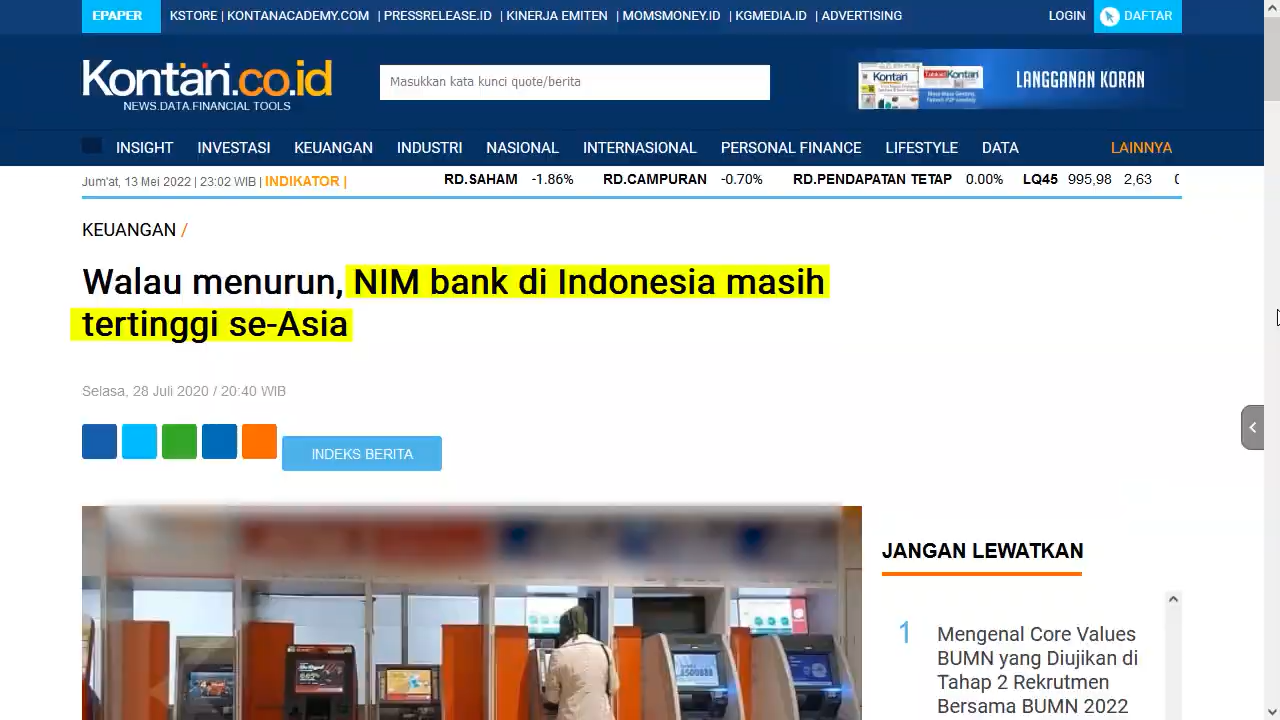 EPAPER
KSTORE | KONTANACADEMY.COM | PRESSRELEASE.ID | KINERJA EMITEN | MOMSMONEY.ID | KGMEDIA.ID | ADVERTISING
LOGIN
DAFTAR
Kontan.co.id
NEWS.DATA.FINANCIAL TOOLS
Masukkan kata kunci quote/berita
Kontan
LANGGANAN KORAN
INSIGHT INVESTASI KEUANGAN INDUSTRI NASIONAL INTERNASIONAL PERSONAL FINANCE LIFESTYLE DATA LAINNYA
Jum'at, 13 Mei 2022 | 23:02 WIB | INDIKATOR |
RD.SAHAM -1.86% RD.CAMPURAN -0.70% RD.PENDAPATAN TETAP 0.00% LQ45 995,98 2,63
KEUANGAN /
Walau menurun, NIM bank di Indonesia masih
tertinggi se-Asia
Selasa, 28 Juli 2020 / 20:40 WIB
INDEKS BERITA
JANGAN LEWATKAN
1
Mengenal Core Values
BUMN yang Diujikan di
Tahap 2 Rekrutmen
Bersama BUMN 2022